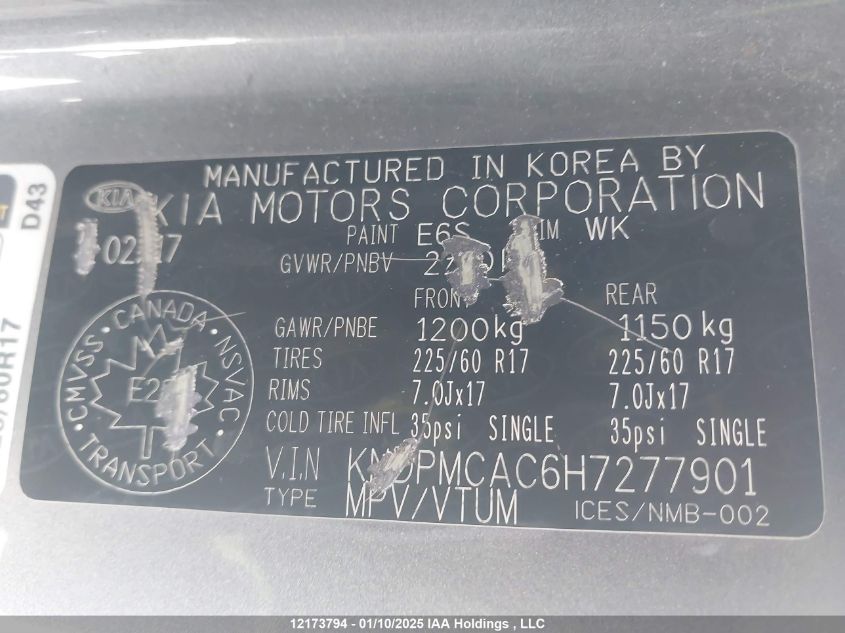 MANUFACTURED IN KOREA BY
KIA
KIA MOTORS CORPORATION
PAINT E6S WK
GVWR/PNBV
FRONT REAR
GAWR/PNBE 1200kg 1150kg
TIRES 225/60 R17 225/60 R17
RIMS 7.0Jx17 7.0Jx17
COLD TIRE INFL 35psi SINGLE 35psi SINGLE
V.I.N KNDPMCAC6H7277901
TYPE MPV/VTUM ICES/NMB-002
CMVSS · CANADA · NSVAC · TRANSPORT ·
D43
12173794 - 01/10/2025 IAA Holdings , LLC